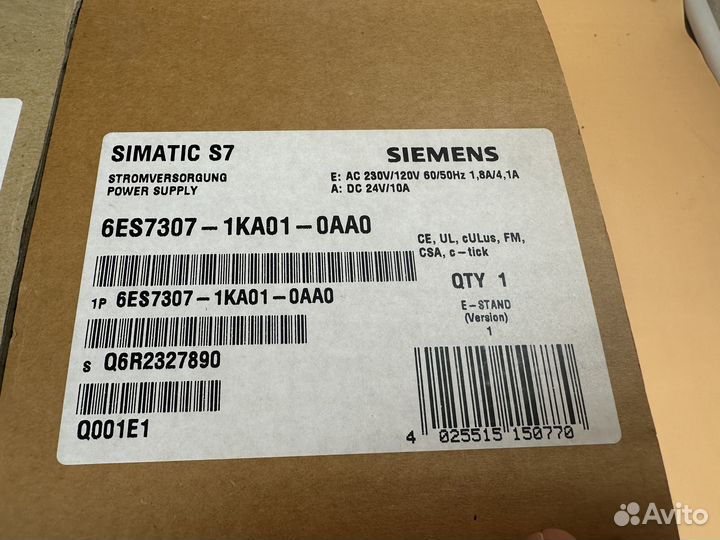 SIMATIC S7
SIEMENS
STROMVERSORGUNG
POWER SUPPLY
E: AC 230V/120V 60/50Hz 1,8A/4,1A
A: DC 24V/10A
6ES7307-1KA01-0AA0
CE, UL, cULus, FM,
CSA, c-tick
1P 6ES7307-1KA01-0AA0
QTY 1
E-STAND
(Version)
1
S Q6R2327890
Q001E1
4 025515 150770
Avito